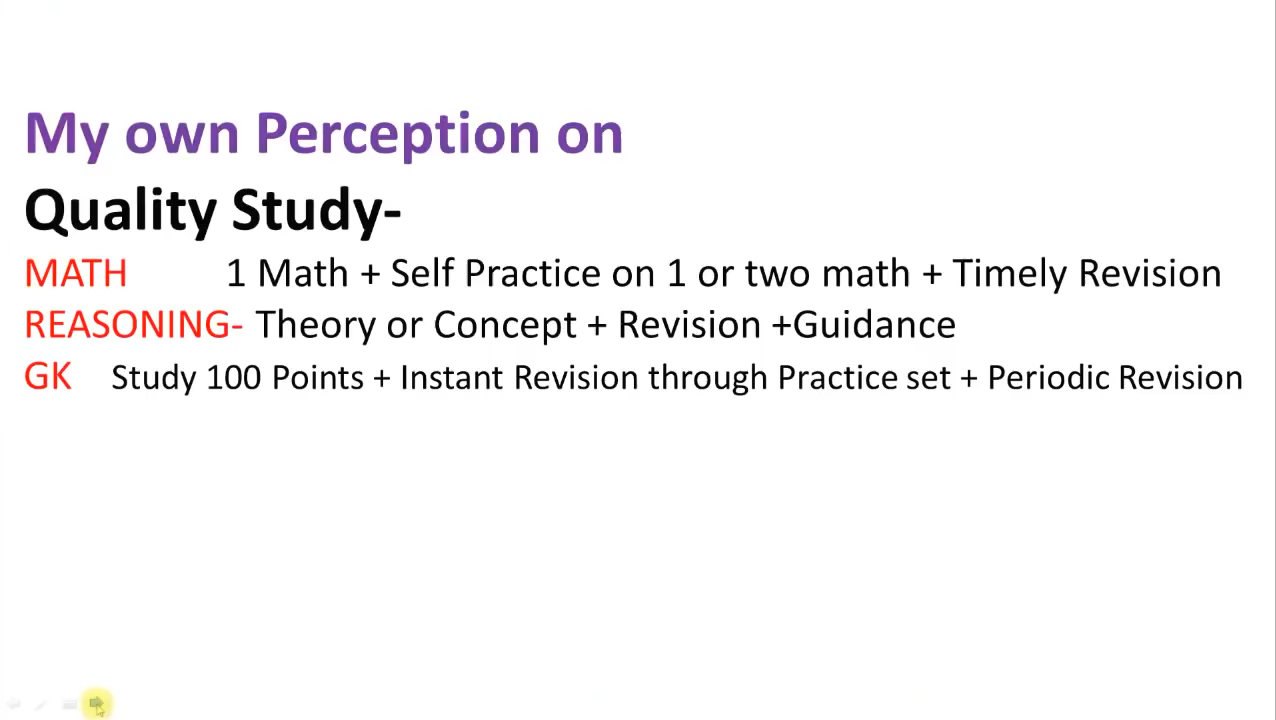 My own Perception on
Quality Study-
MATH 1 Math + Self Practice on 1 or two math + Timely Revision
REASONING- Theory or Concept + Revision +Guidance
GK Study 100 Points + Instant Revision through Practice set + Periodic Revision